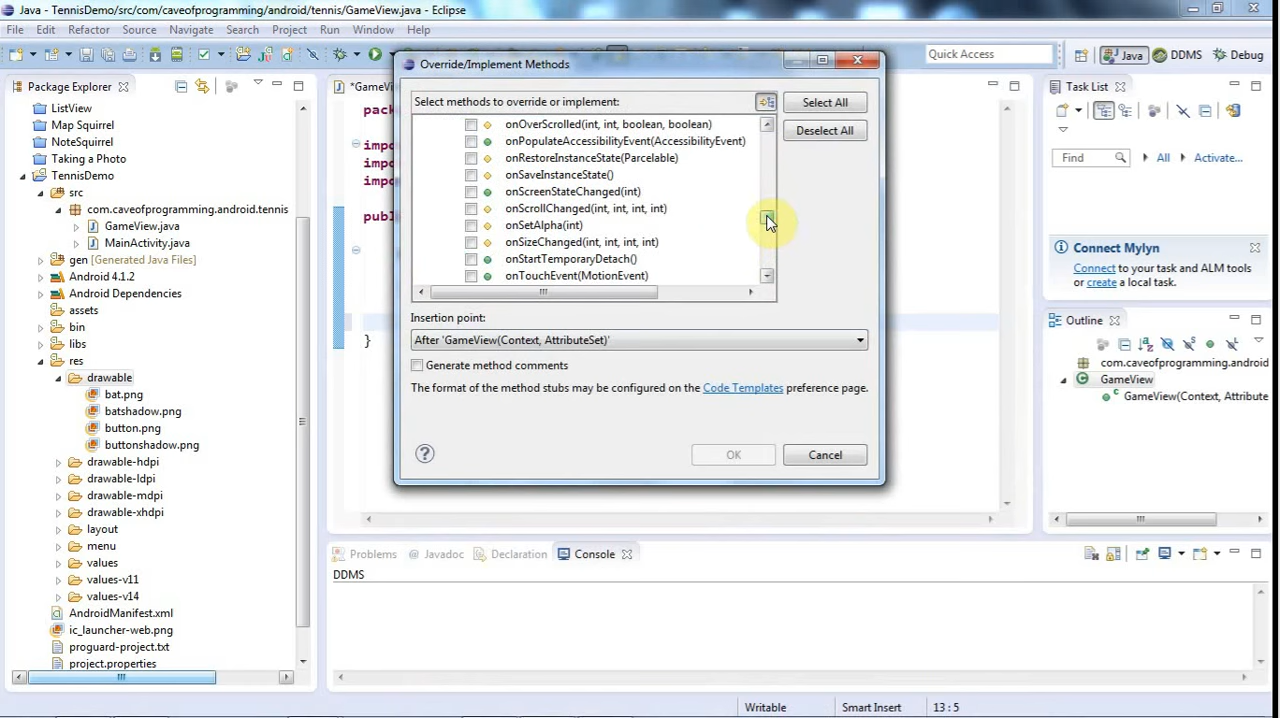 Java - TennisDemo/src/com/caveofprogramming/android/tennis/GameView.java - Eclipse
File Edit Refactor Source Navigate Search Project Run Window Help
Quick Access
Java
DDMS
Debug
Package Explorer
ListView
Map Squirrel
NoteSquirrel
Taking a Photo
TennisDemo
src
com.caveofprogramming.android.tennis
GameView.java
MainActivity.java
gen [Generated Java Files]
Android 4.1.2
Android Dependencies
assets
bin
libs
res
drawable
bat.png
batshadow.png
button.png
buttonshadow.png
drawable-hdpi
drawable-ldpi
drawable-mdpi
drawable-xhdpi
layout
menu
values
values-v11
values-v14
AndroidManifest.xml
ic_launcher-web.png
proguard-project.txt
project.properties
*GameVi
pack
impo
impo
impo
publ
}
Override/Implement Methods
Select methods to override or implement:
onOverScrolled(int, int, boolean, boolean)
onPopulateAccessibilityEvent(AccessibilityEvent)
onRestoreInstanceState(Parcelable)
onSaveInstanceState()
onScreenStateChanged(int)
onScrollChanged(int, int, int, int)
onSetAlpha(int)
onSizeChanged(int, int, int, int)
onStartTemporaryDetach()
onTouchEvent(MotionEvent)
Select All
Deselect All
Insertion point:
After 'GameView(Context, AttributeSet)'
Generate method comments
The format of the method stubs may be configured on the Code Templates preference page.
OK
Cancel
Task List
Find
All
Activate...
Connect Mylyn
Connect to your task and ALM tools
or create a local task.
Outline
com.caveofprogramming.android
GameView
GameView(Context, Attribute
Problems
@ Javadoc
Declaration
Console
DDMS
Writable
Smart Insert
13 : 5